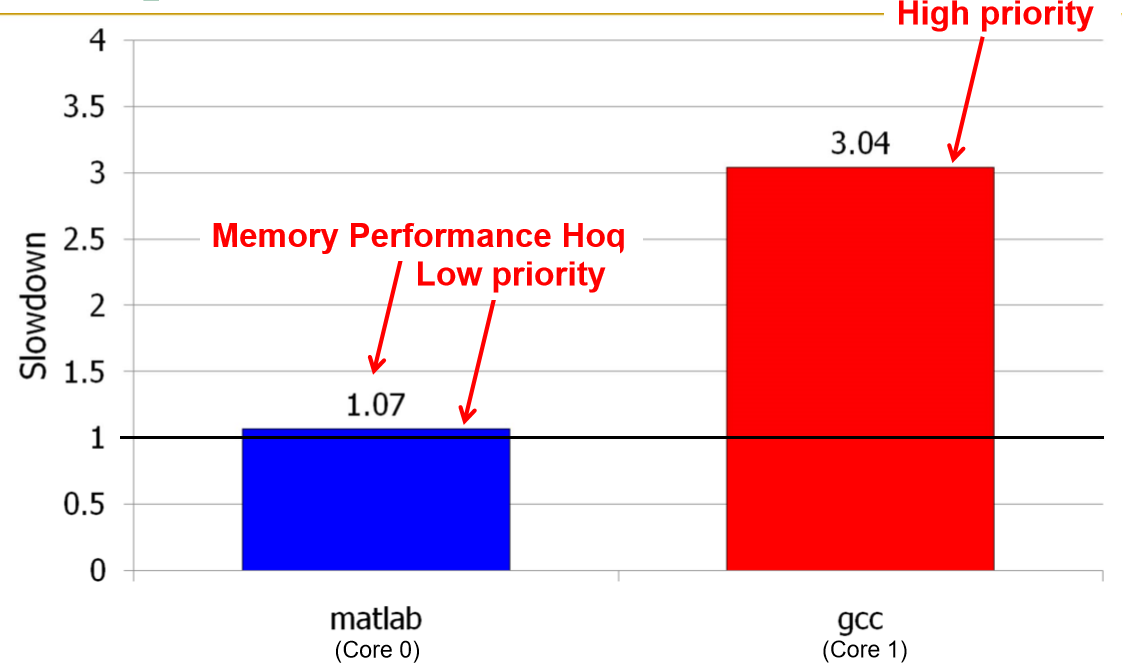 High priority
4
3.5
3.04
3
Memory Performance Hog
2.5
Low priority
2
Slowdown
1.5
1.07
1
0.5
0
matlab
gcc
(Core 0)
(Core 1)